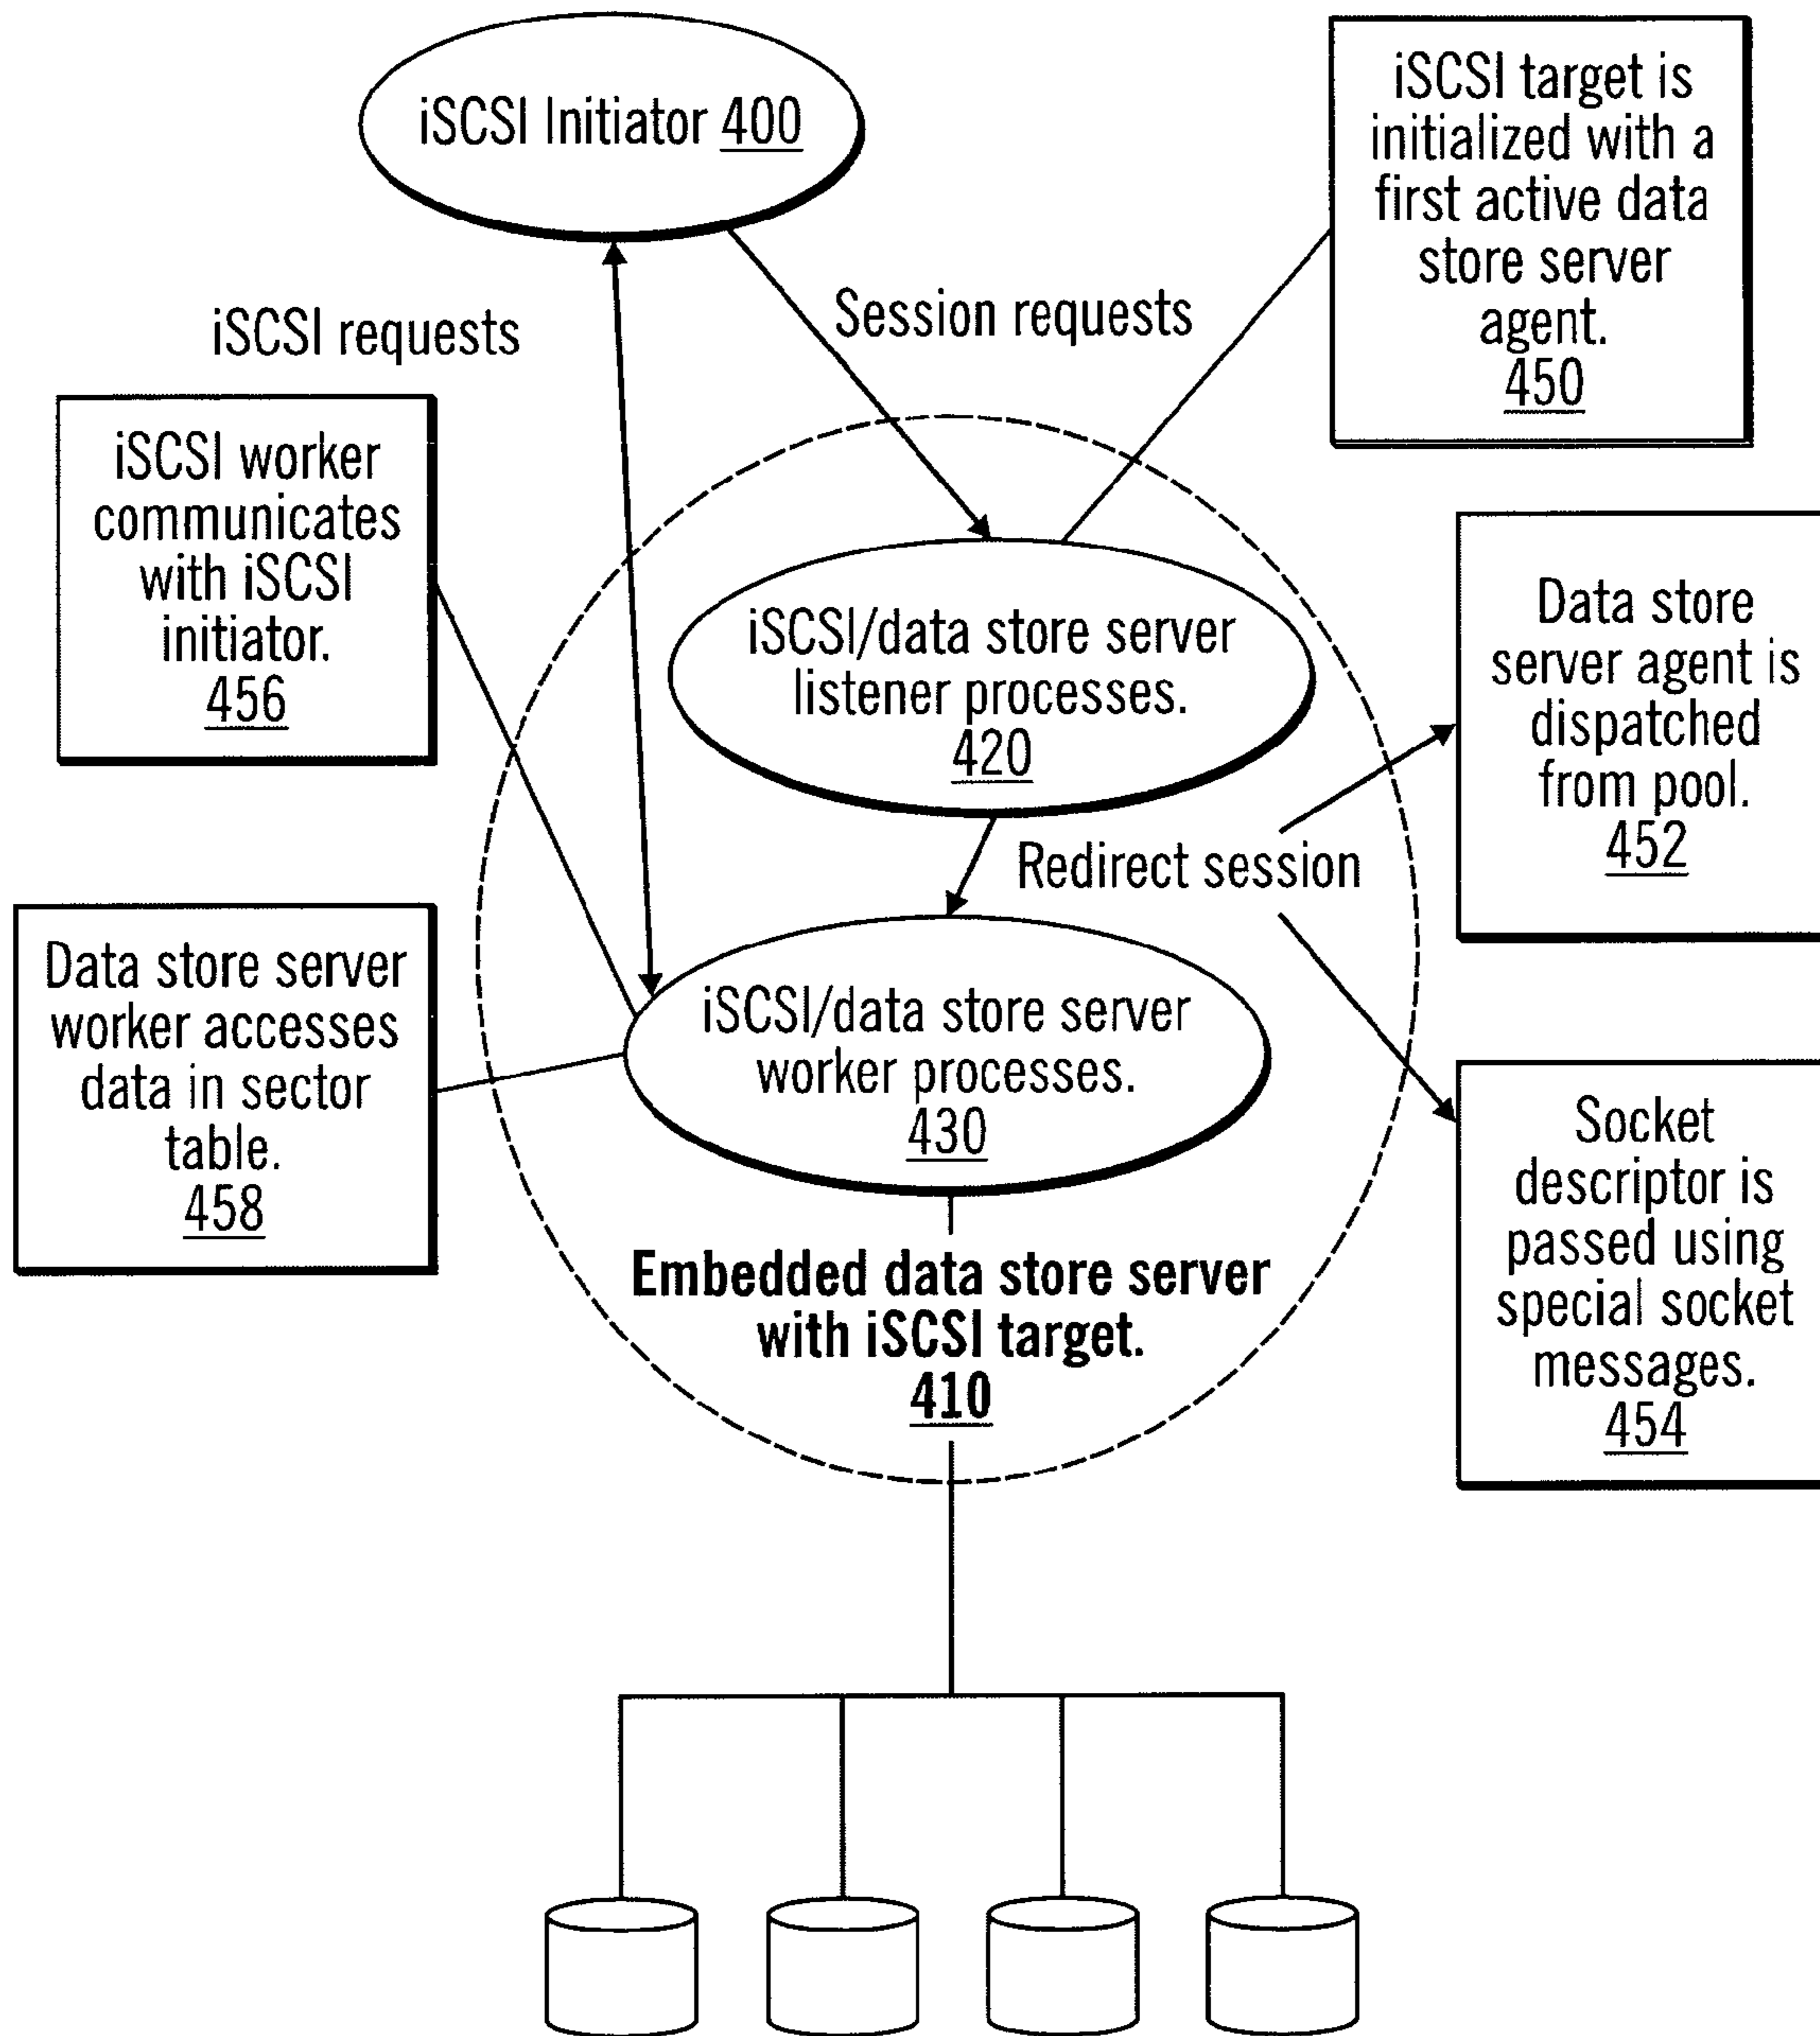 iSCSI Initiator 400
iSCSI target is
initialized with a
first active data
store server
agent.
450
iSCSI requests
Session requests
iSCSI worker
communicates
with iSCSI
initiator.
456
iSCSI/data store server
listener processes.
420
Data store
server agent is
dispatched
from pool.
452
Redirect session
Data store server
worker accesses
data in sector
table.
458
iSCSI/data store server
worker processes.
430
Socket
descriptor is
passed using
special socket
messages.
454
Embedded data store server
with iSCSI target.
410